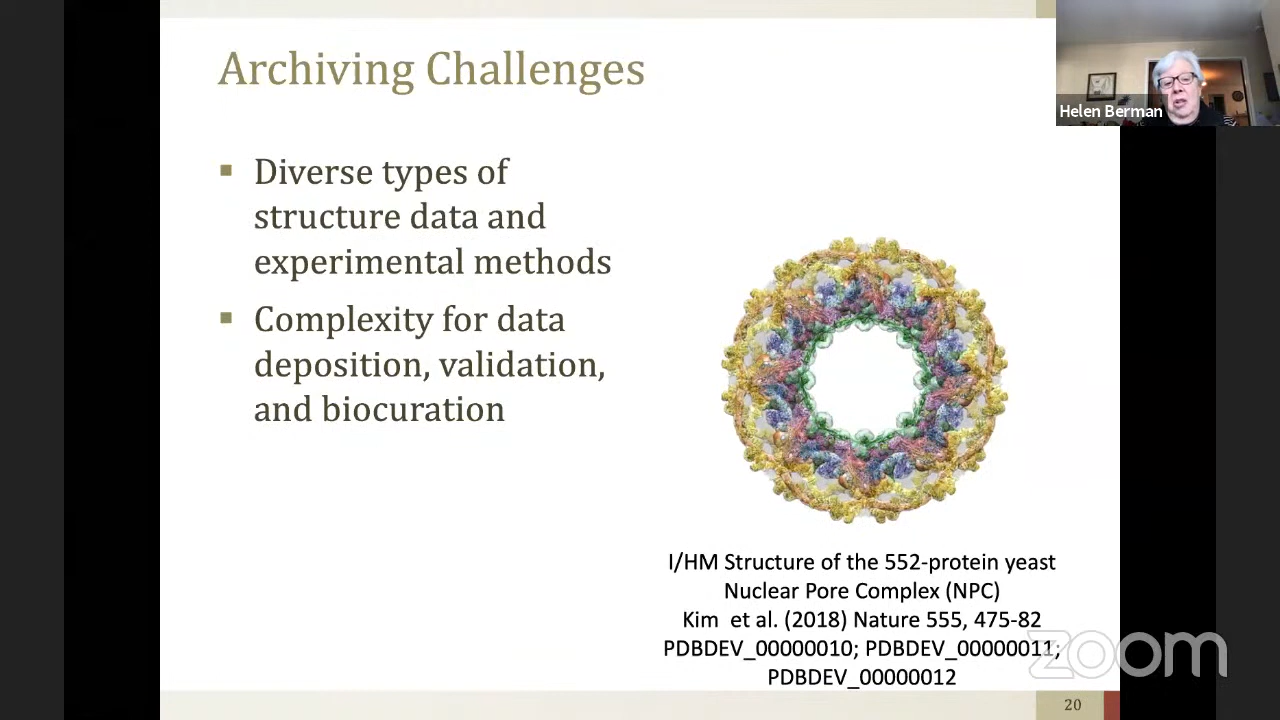 Archiving Challenges
Helen Berman
Diverse types of
structure data and
experimental methods
Complexity for data
deposition, validation,
and biocuration
I/HM Structure of the 552-protein yeast
Nuclear Pore Complex (NPC)
Kim et al. (2018) Nature 555, 475-82
PDBDEV_00000010; PDBDEV_00000011;
PDBDEV_00000012
zoom
20